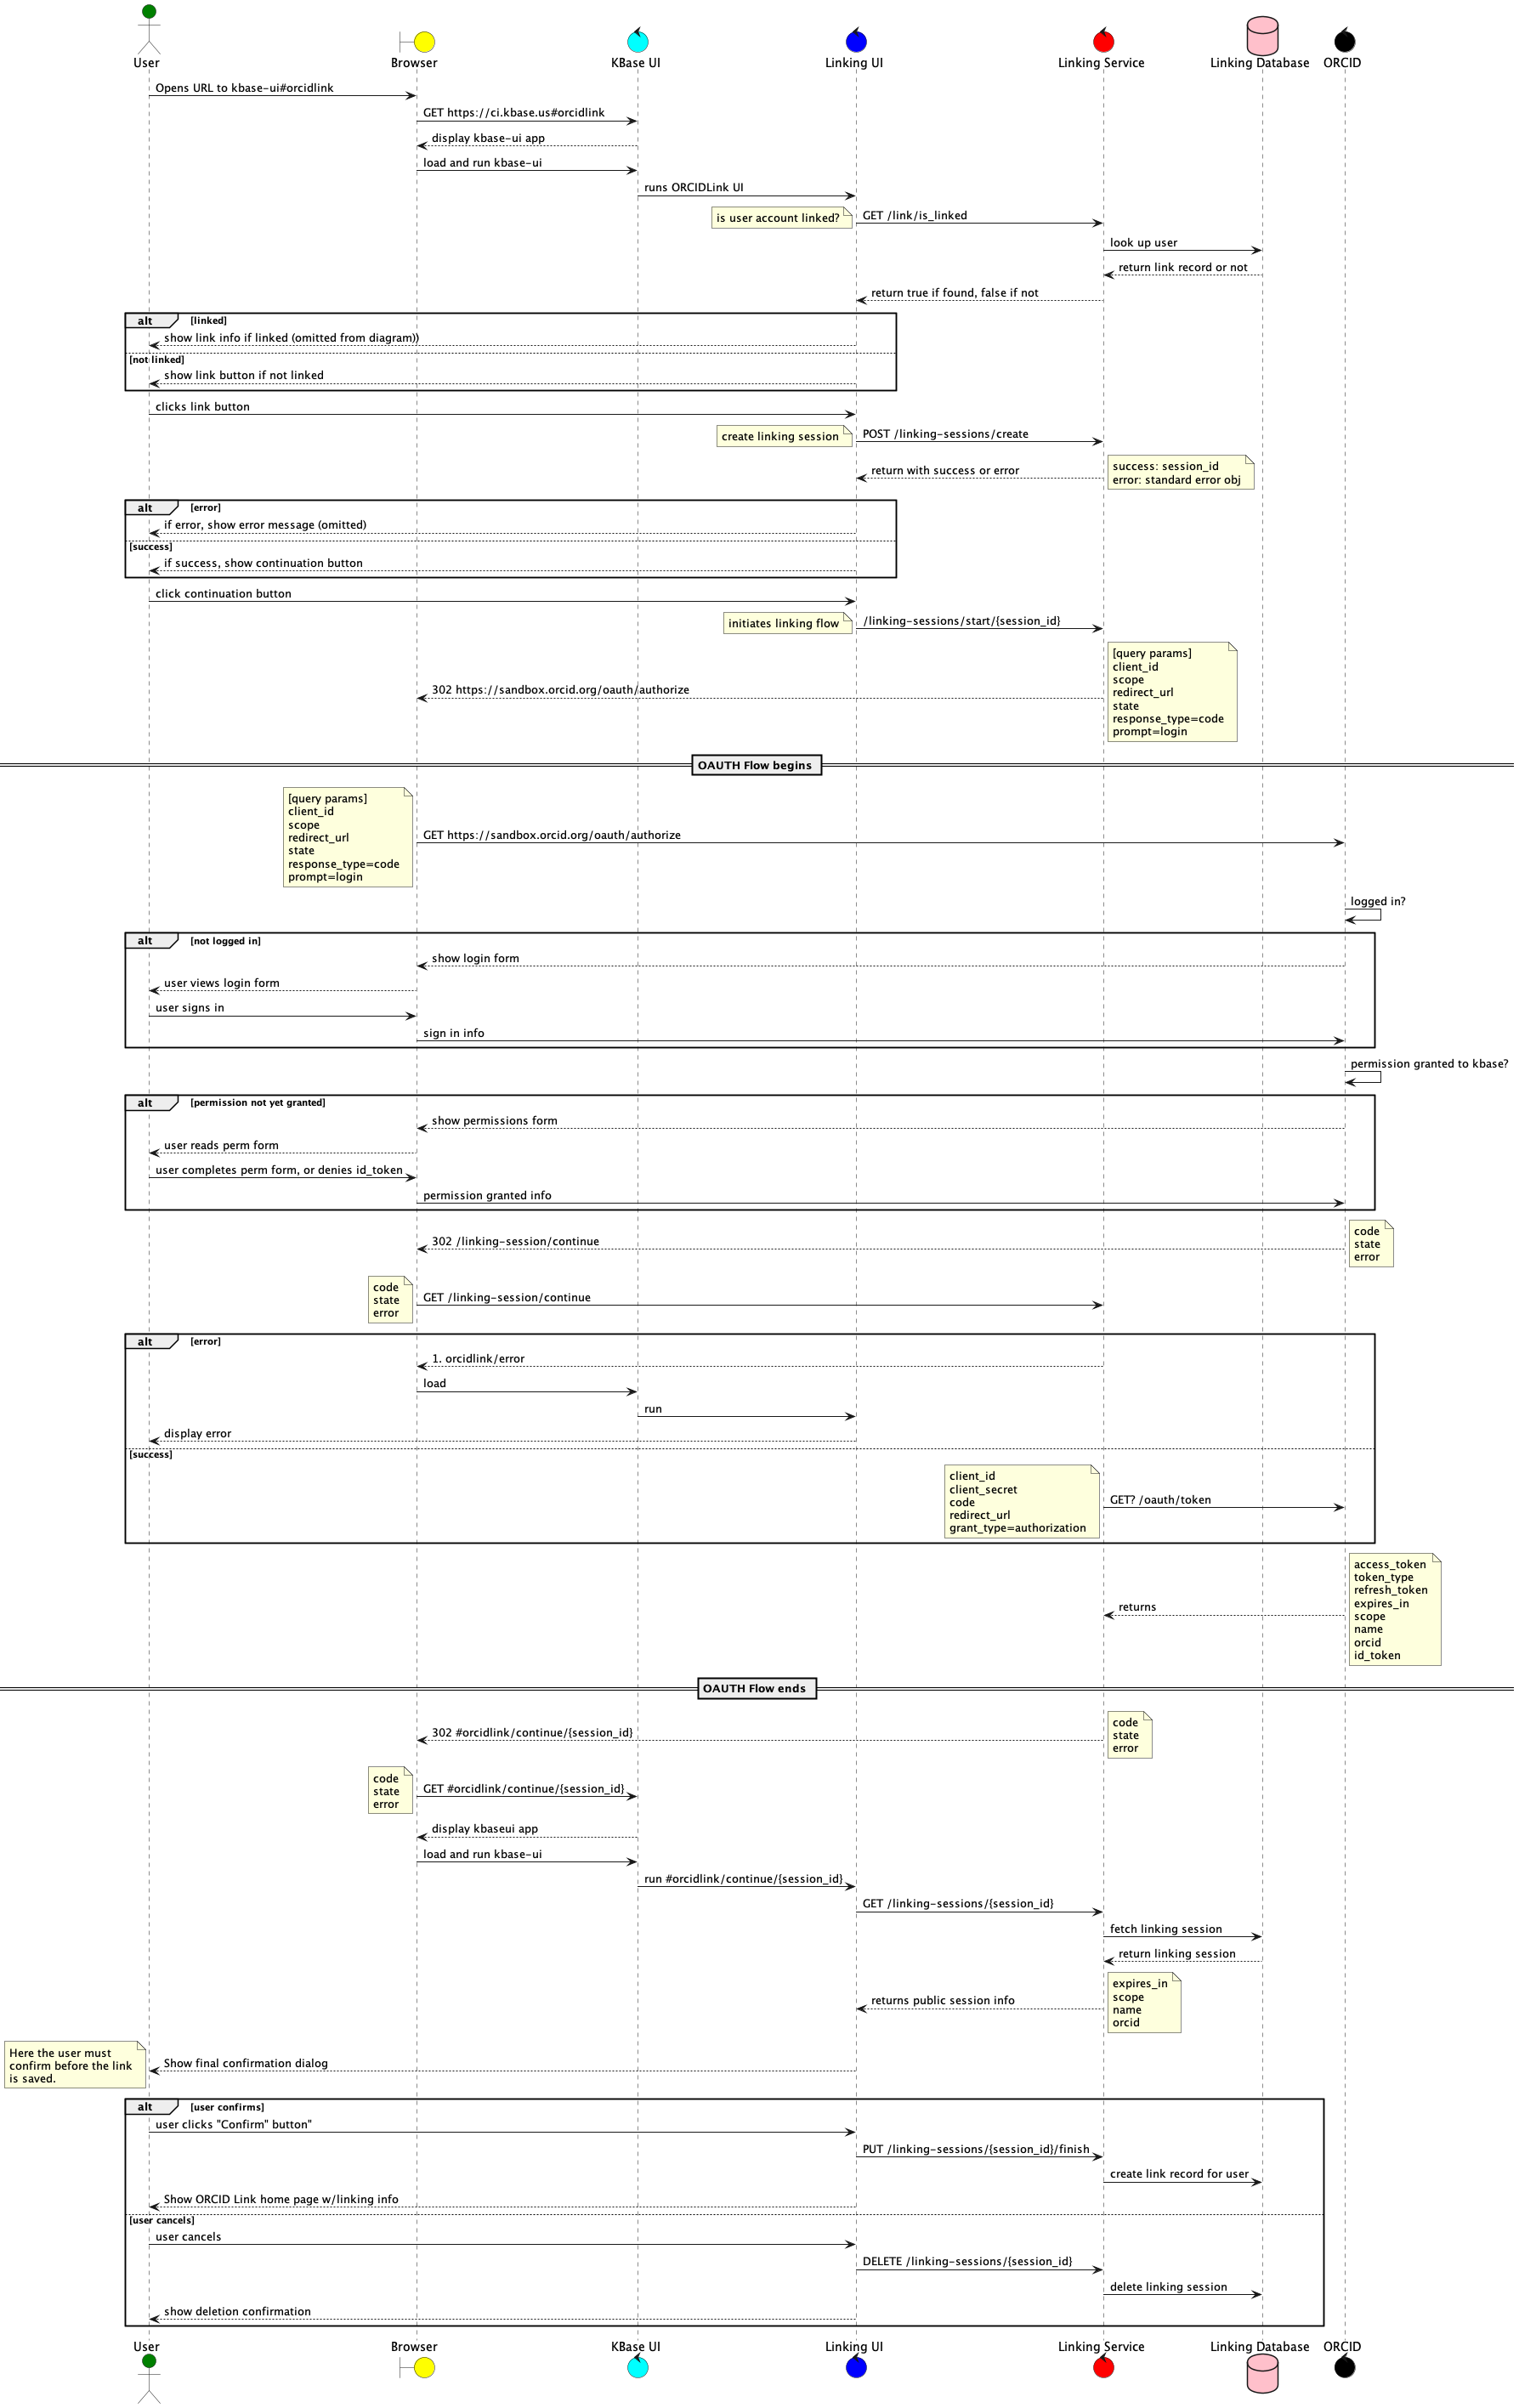 User
Browser
KBase UI
Linking UI
Linking Service
Linking Database
ORCID
Opens URL to kbase-ui#orcidlink
GET https://ci.kbase.us#orcidlink
display kbase-ui app
load and run kbase-ui
runs ORCIDLink UI
is user account linked?
GET /link/is_linked
look up user
return link record or not
return true if found, false if not
alt
[linked]
show link info if linked (omitted from diagram))
[not linked]
show link button if not linked
clicks link button
create linking session
POST /linking-sessions/create
return with success or error
success: session_id
error: standard error obj
alt
[error]
if error, show error message (omitted)
[success]
if success, show continuation button
click continuation button
initiates linking flow
/linking-sessions/start/{session_id}
302 https://sandbox.orcid.org/oauth/authorize
[query params]
client_id
scope
redirect_url
state
response_type=code
prompt=login
OAUTH Flow begins
[query params]
client_id
scope
redirect_url
state
response_type=code
prompt=login
GET https://sandbox.orcid.org/oauth/authorize
logged in?
alt
[not logged in]
show login form
user views login form
user signs in
sign in info
permission granted to kbase?
alt
[permission not yet granted]
show permissions form
user reads perm form
user completes perm form, or denies id_token
permission granted info
302 /linking-session/continue
code
state
error
code
state
error
GET /linking-session/continue
alt
[error]
1. orcidlink/error
load
run
display error
[success]
client_id
client_secret
code
redirect_url
grant_type=authorization
GET? /oauth/token
returns
access_token
token_type
refresh_token
expires_in
scope
name
orcid
id_token
OAUTH Flow ends
302 #orcidlink/continue/{session_id}
code
state
error
code
state
error
GET #orcidlink/continue/{session_id}
display kbaseui app
load and run kbase-ui
run #orcidlink/continue/{session_id}
GET /linking-sessions/{session_id}
fetch linking session
return linking session
returns public session info
expires_in
scope
name
orcid
Here the user must
confirm before the link
is saved.
Show final confirmation dialog
alt
[user confirms]
user clicks "Confirm" button"
PUT /linking-sessions/{session_id}/finish
create link record for user
Show ORCID Link home page w/linking info
[user cancels]
user cancels
DELETE /linking-sessions/{session_id}
delete linking session
show deletion confirmation
User
Browser
KBase UI
Linking UI
Linking Service
Linking Database
ORCID